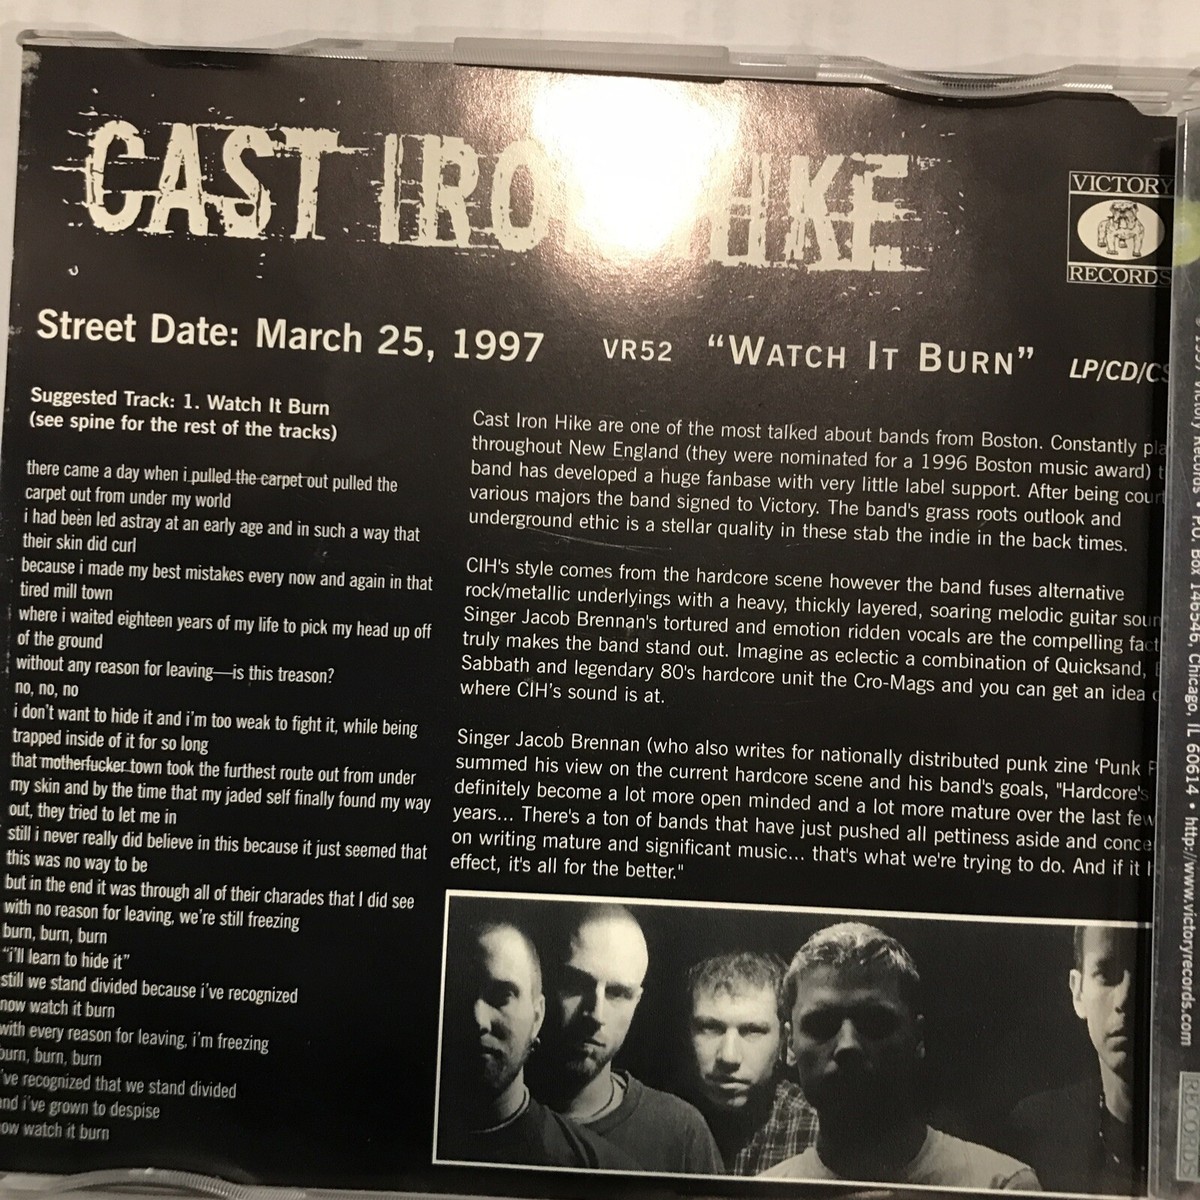 CAST IRON HIKE
VICTORY
RECORDS
Street Date: March 25, 1997 VR52 "WATCH IT BURN" LP/CD/CS
Suggested Track: 1. Watch It Burn
(see spine for the rest of the tracks)
there came a day when i pulled the carpet out pulled the
carpet out from under my world
i had been led astray at an early age and in such a way that
their skin did curl
because i made my best mistakes every now and again in that
tired mill town
where i waited eighteen years of my life to pick my head up off
of the ground
without any reason for leaving—is this treason?
no, no, no
i don't want to hide it and i'm too weak to fight it, while being
trapped inside of it for so long
that motherfucker town took the furthest route out from under
my skin and by the time that my jaded self finally found my way
out, they tried to let me in
still i never really did believe in this because it just seemed that
this was no way to be
but in the end it was through all of their charades that I did see
with no reason for leaving, we're still freezing
burn, burn, burn
"i'll learn to hide it"
still we stand divided because i've recognized
now watch it burn
with every reason for leaving, i'm freezing
burn, burn, burn
've recognized that we stand divided
and i've grown to despise
ow watch it burn
Cast Iron Hike are one of the most talked about bands from Boston. Constantly
throughout New England (they were nominated for a 1996 Boston music award)
band has developed a huge fanbase with very little label support. After being
various majors the band signed to Victory. The band's grass roots outlook and
underground ethic is a stellar quality in these stab the indie in the back times.
CIH's style comes from the hardcore scene however the band fuses alternative
rock/metallic underlyings with a heavy, thickly layered, soaring melodic guitar
Singer Jacob Brennan's tortured and emotion ridden vocals are the compelling
truly makes the band stand out. Imagine as eclectic a combination of Quicksand,
Sabbath and legendary 80's hardcore unit the Cro-Mags and you can get an idea
where CIH's sound is at.
Singer Jacob Brennan (who also writes for nationally distributed punk zine 'Punk
summed his view on the current hardcore scene and his band's goals, "Hardcore's
definitely become a lot more open minded and a lot more mature over the last few
years... There's a ton of bands that have just pushed all pettiness aside and
on writing mature and significant music... that's what we're trying to do. And if it
effect, it's all for the better."
Chicago, IL 60614 • http://www.victoryrecords.com
RECORDS